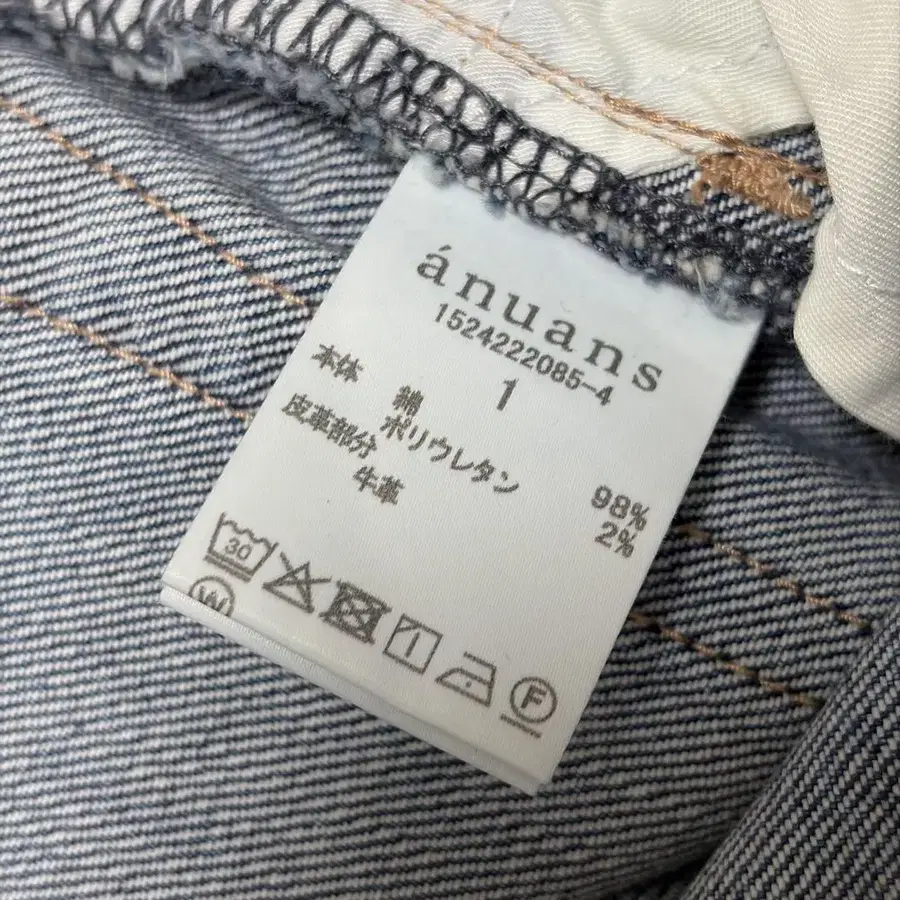 ánuans
1524222085-4
1
本体 綿 98%
ポリウレタン 2%
皮革部分
牛革
30
F
W